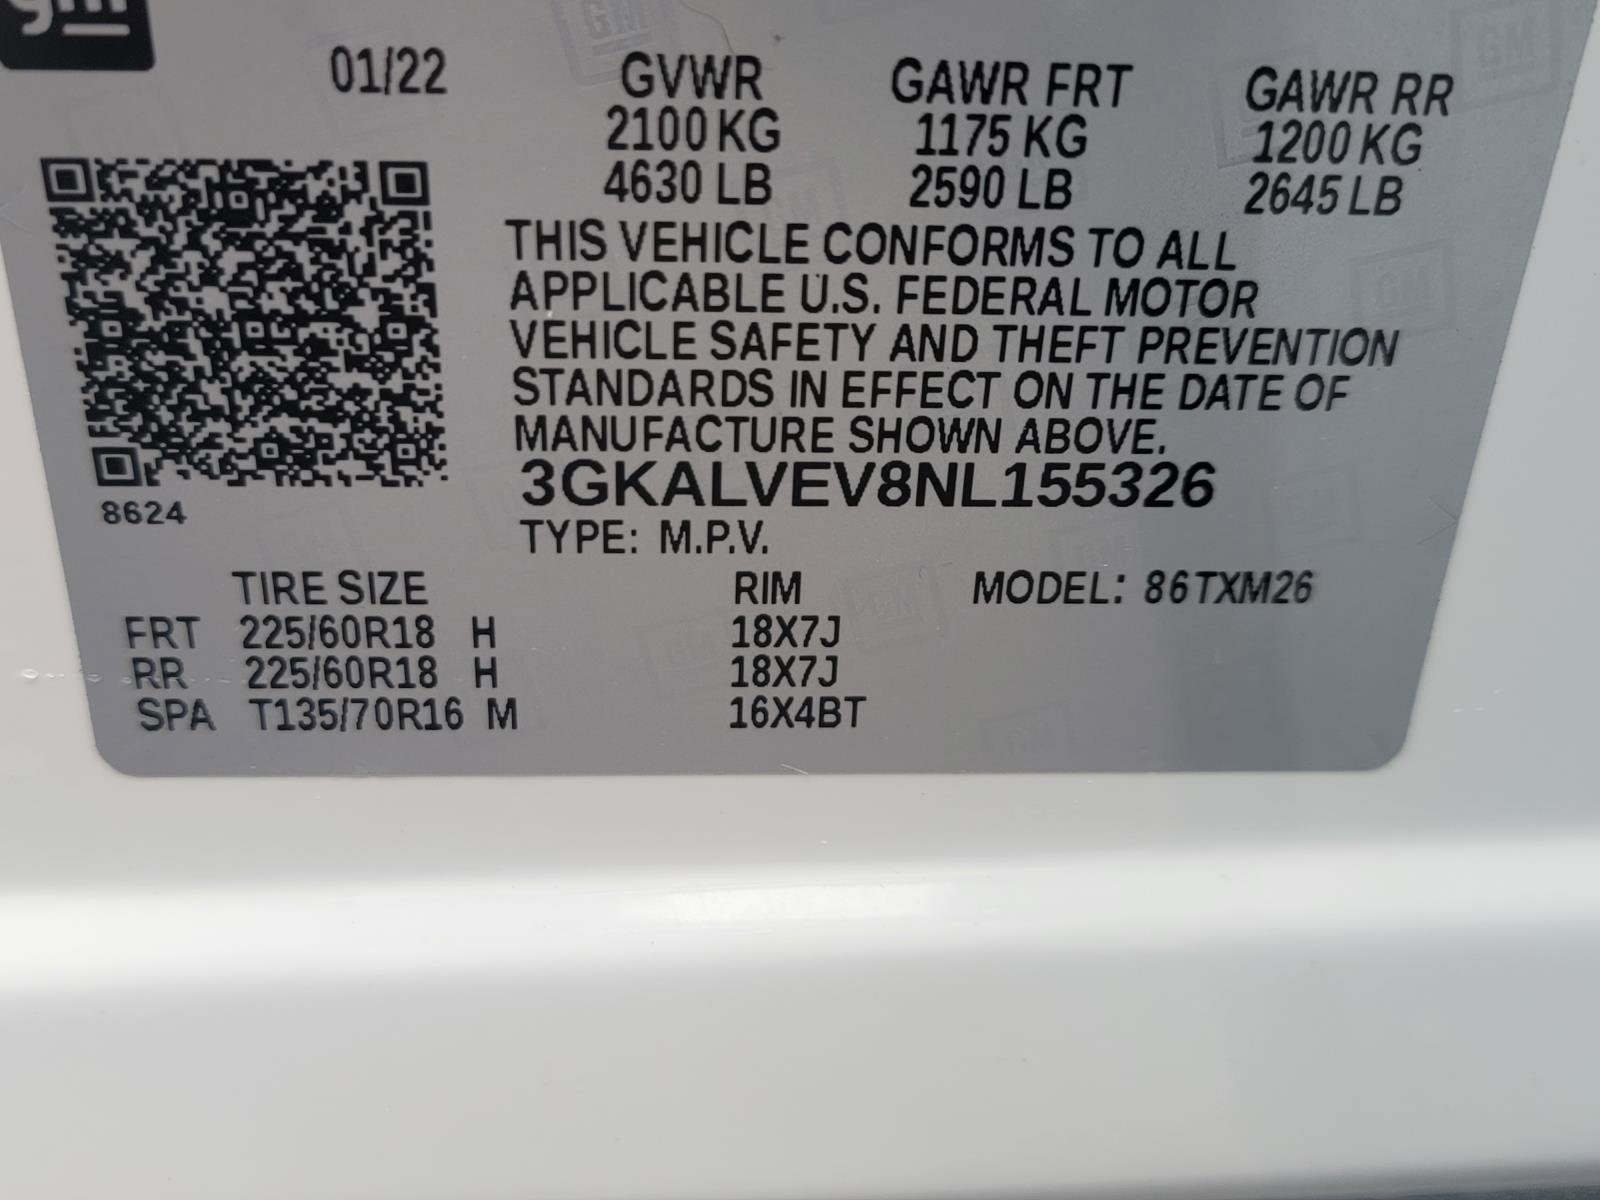 gm
01/22 GVWR GAWR FRT GAWR RR
2100 KG 1175 KG 1200 KG
4630 LB 2590 LB 2645 LB
THIS VEHICLE CONFORMS TO ALL
APPLICABLE U.S. FEDERAL MOTOR
VEHICLE SAFETY AND THEFT PREVENTION
STANDARDS IN EFFECT ON THE DATE OF
MANUFACTURE SHOWN ABOVE.
3GKALVEV8NL155326
8624
TYPE: M.P.V.
TIRE SIZE RIM MODEL: 86TXM26
FRT 225/60R18 H 18X7J
RR 225/60R18 H 18X7J
SPA T135/70R16 M 16X4BT